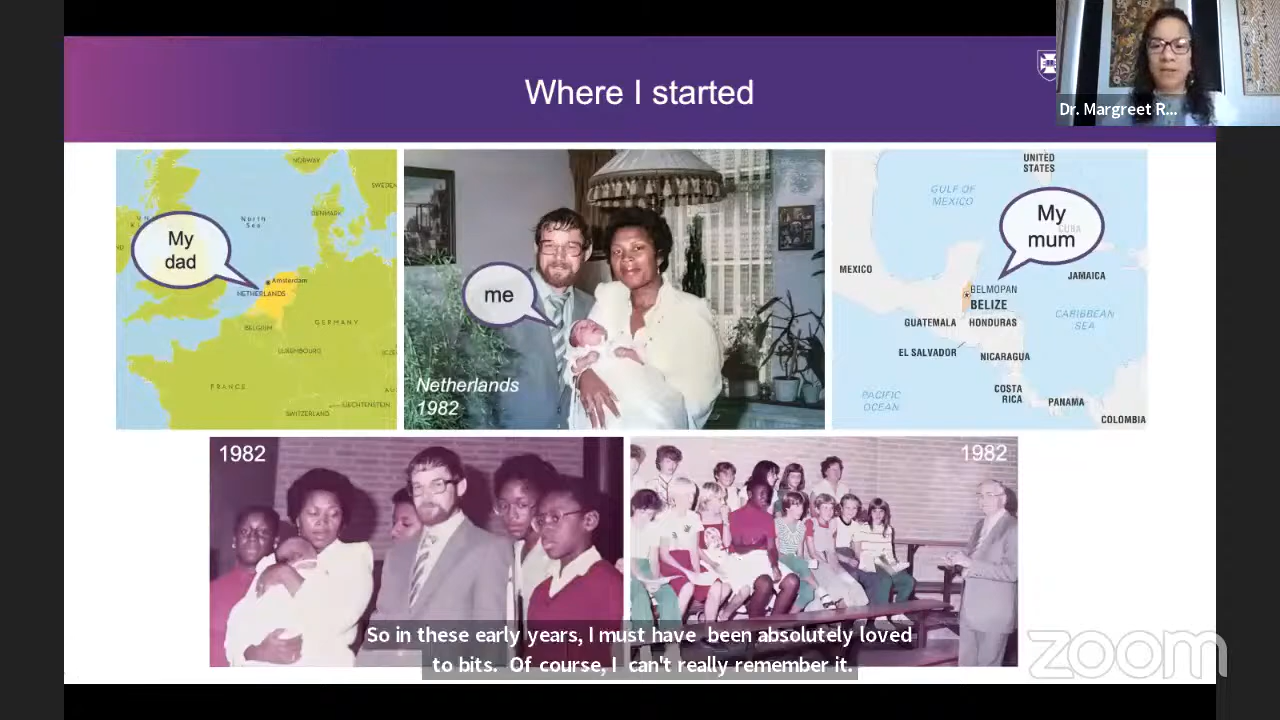 Where I started
Dr. Margreet R...
NORWAY
SWEDEN
North
Sea
DENMARK
My
dad
Amsterdam
NETHERLANDS
BELGIUM
GERMANY
LUXEMBOURG
FRANCE
LIECHTENSTEIN
SWITZERLAND
me
Netherlands
1982
UNITED
STATES
GULF OF
MEXICO
My
mum
CUBA
MEXICO
JAMAICA
BELMOPAN
BELIZE
CARIBBEAN
SEA
GUATEMALA
HONDURAS
EL SALVADOR
NICARAGUA
COSTA
RICA
PANAMA
PACIFIC
OCEAN
COLOMBIA
1982
1982
So in these early years, I must have been absolutely loved
to bits. Of course, I can't really remember it.
zoom